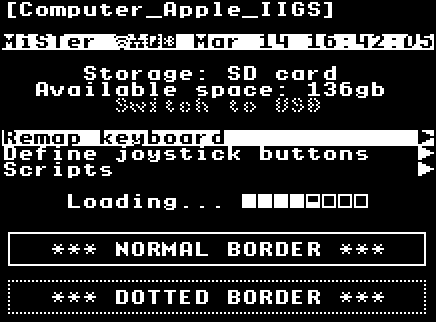 [Computer_Apple_IIGS]
MiSTer Mar 14 16:42:05
Storage: SD card
Available space: 136gb
Switch to USB
Remap keyboard
Define joystick buttons
Scripts
Loading...
*** NORMAL BORDER ***
*** DOTTED BORDER ***